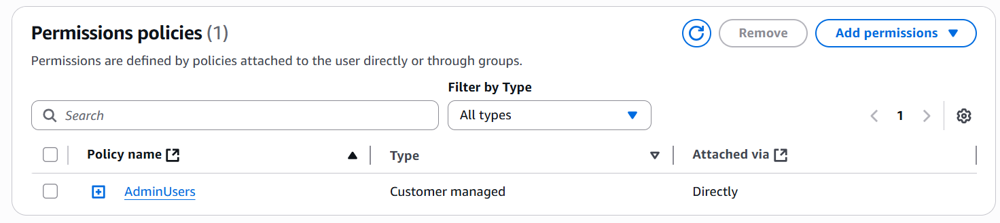 Permissions policies (1)
Remove
Add permissions
Permissions are defined by policies attached to the user directly or through groups.
Filter by Type
Search
All types
1
Policy name
Type
Attached via
AdminUsers
Customer managed
Directly